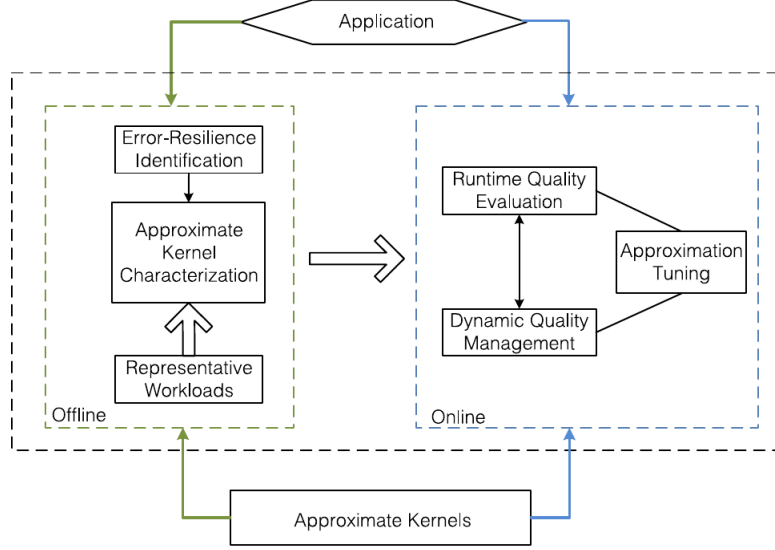 Application
Error-Resilience
Identification
Approximate
Kernel
Characterization
Representative
Workloads
Offline
Runtime Quality
Evaluation
Approximation
Tuning
Dynamic Quality
Management
Online
Approximate Kernels